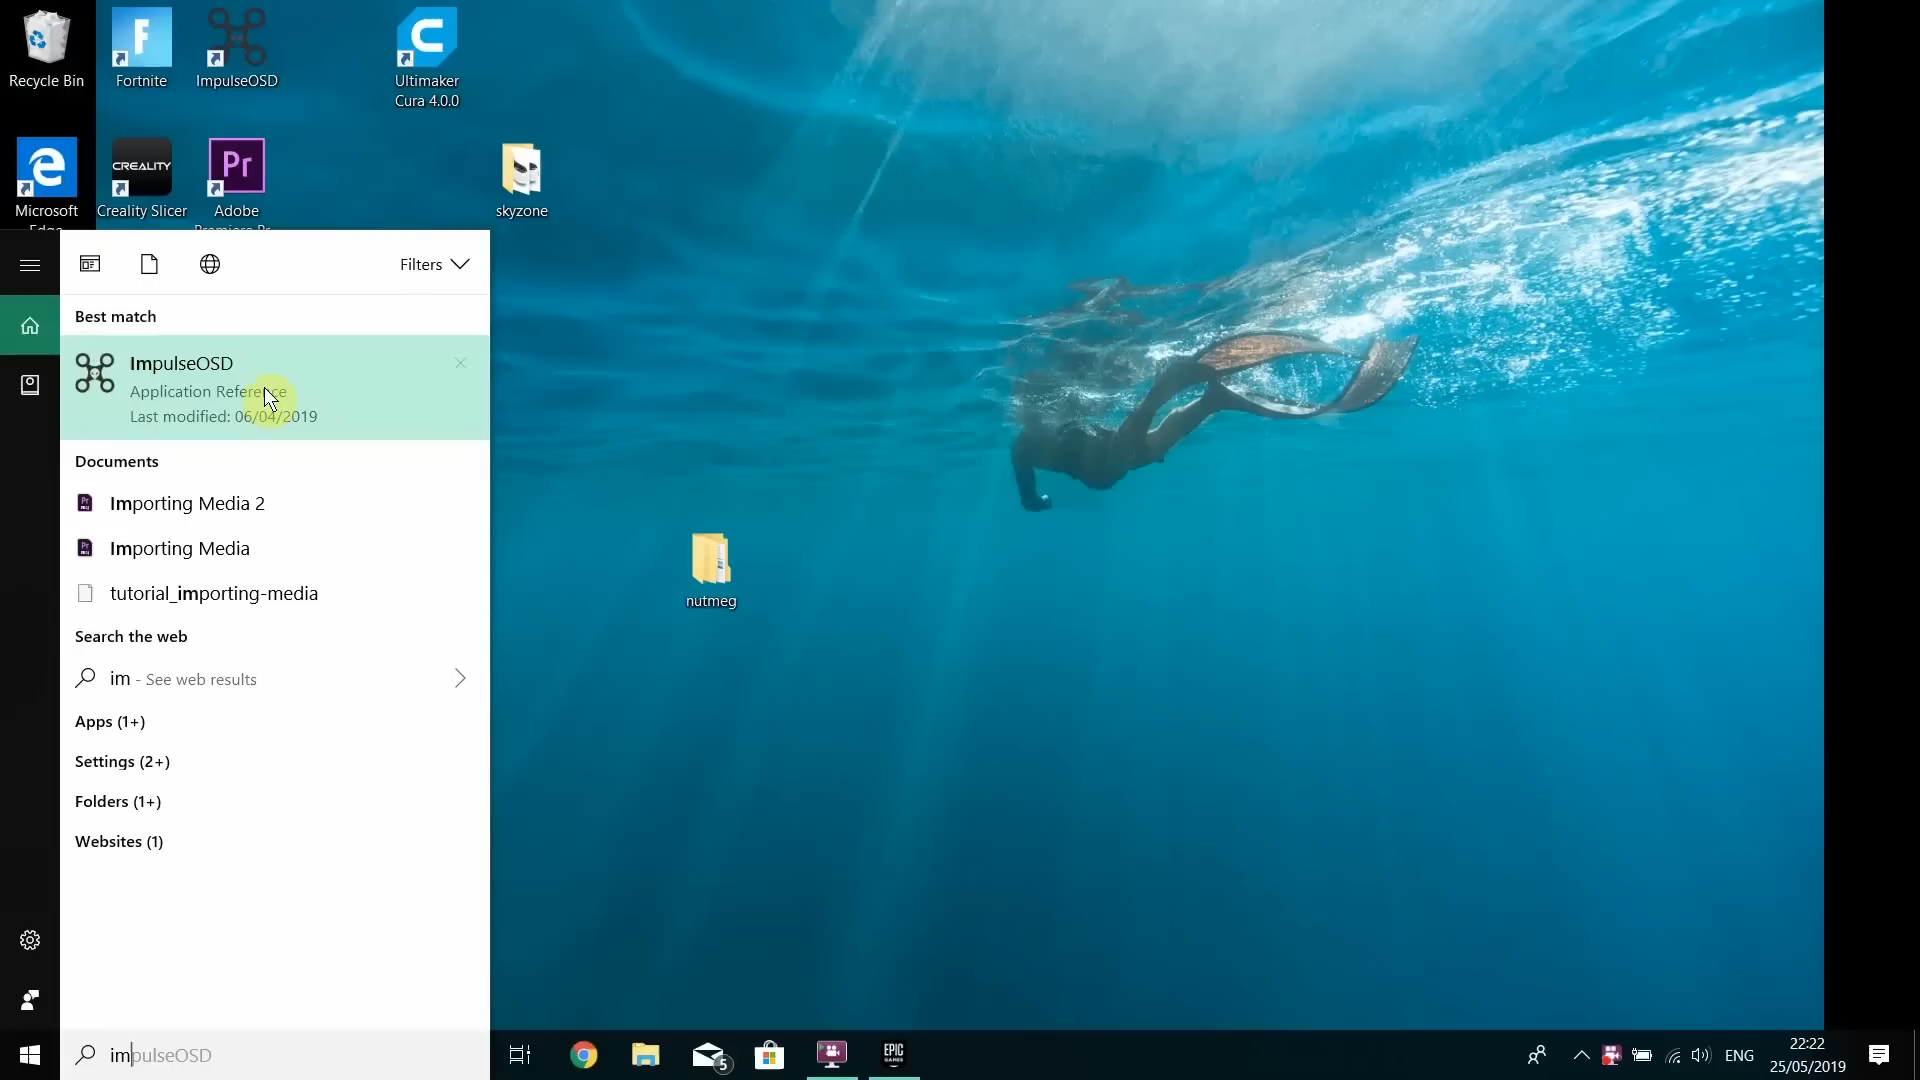 Recycle Bin
Fortnite
ImpulseOSD
C
Ultimaker
Cura 4.0.0
Microsoft
CREALITY
Creality Slicer
Pr
Adobe
skyzone
Filters
Best match
ImpulseOSD
Application Reference
Last modified: 06/04/2019
Documents
Importing Media 2
Importing Media
tutorial_importing-media
Search the web
im - See web results
Apps (1+)
Settings (2+)
Folders (1+)
Websites (1)
nutmeg
impulseOSD
5
EPIC
GAMES
ENG
22:22
25/05/2019